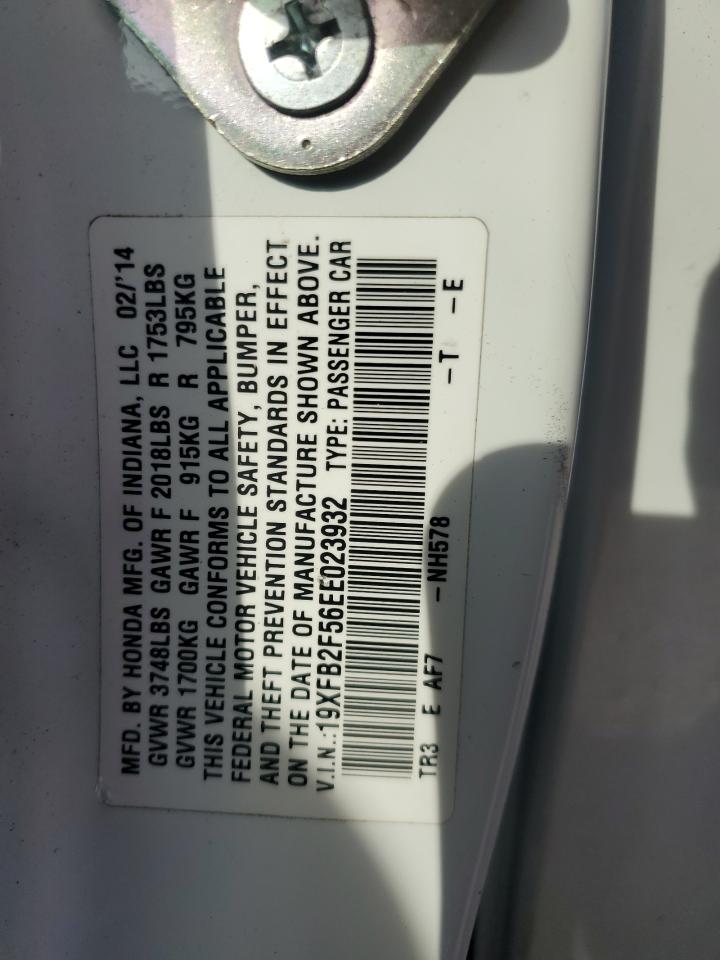 MFD. BY HONDA MFG. OF INDIANA, LLC 02/'14
GVWR 3748LBS GAWR F 2018LBS R 1753LBS
GVWR 1700KG GAWR F 915KG R 795KG
THIS VEHICLE CONFORMS TO ALL APPLICABLE
FEDERAL MOTOR VEHICLE SAFETY, BUMPER,
AND THEFT PREVENTION STANDARDS IN EFFECT
ON THE DATE OF MANUFACTURE SHOWN ABOVE.
V.I.N.:19XFB2F56EE023932 TYPE: PASSENGER CAR
TR3 E AF7 -NH578 -T -E